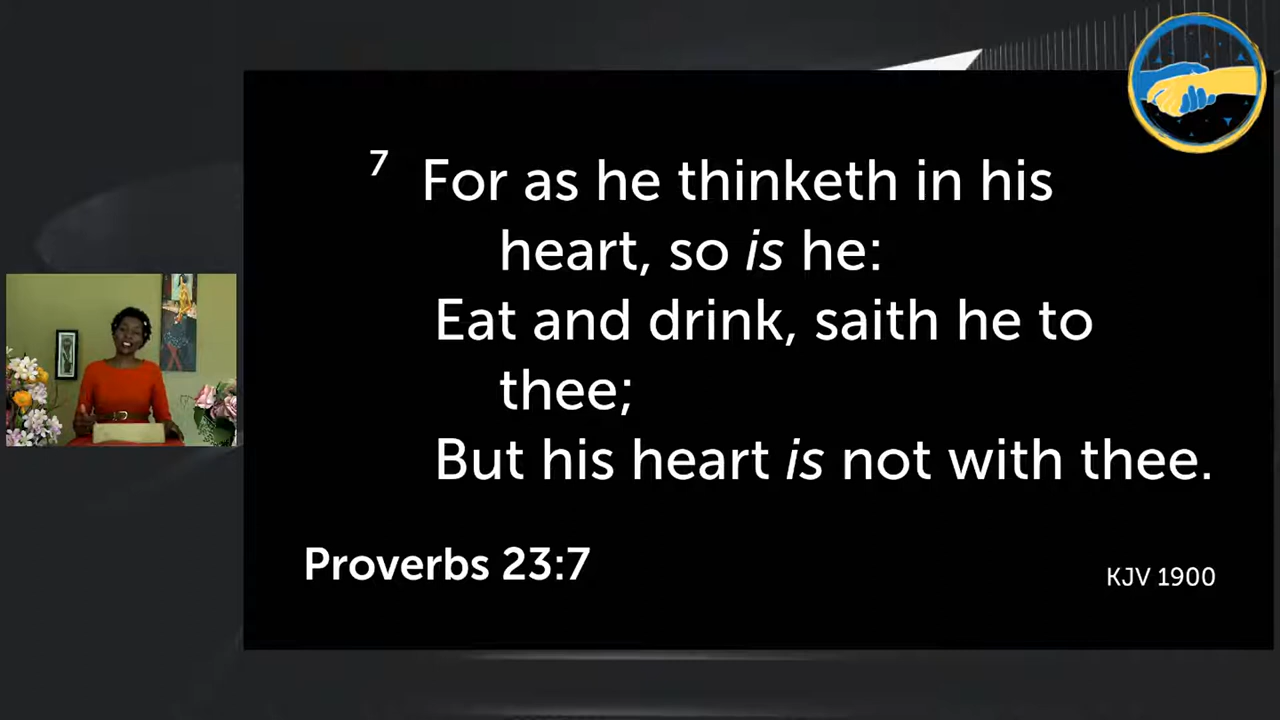 7 For as he thinketh in his
heart, so is he:
Eat and drink, saith he to
thee;
But his heart is not with thee.
Proverbs 23:7
KJV 1900